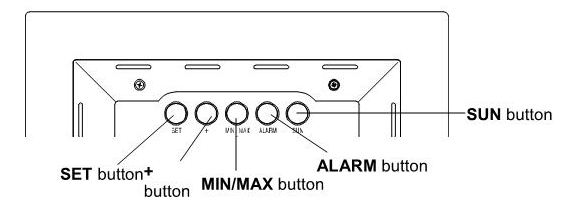 SET + MIN/MAX ALARM SUN
SUN button
ALARM button
SET button+
button
MIN/MAX button